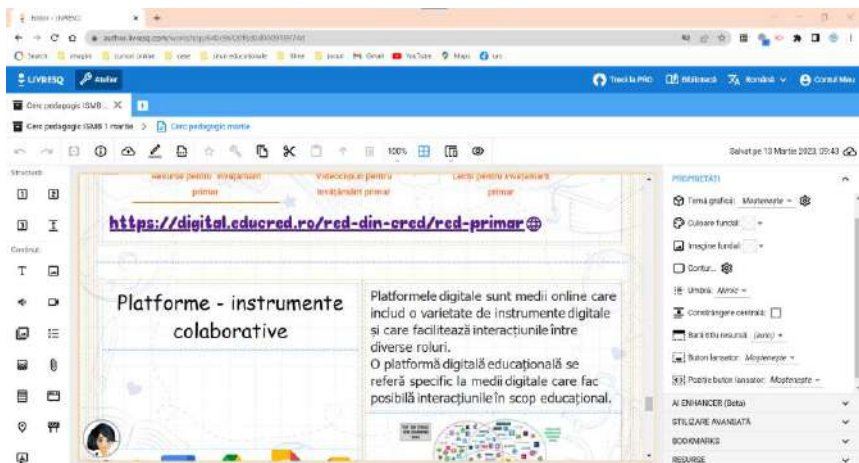 LIVRESQ
Atelier
Treci la PRO
Bibliotecă
Română
Contul Meu
Cerc pedagogic ISMB ...
Cerc pedagogic ISMB 1 martie
Cerc pedagogic martie
100%
Salvat pe 13 Martie 2023, 09:43
Structură
Conținut
primar
învățământ primar
primar
https://digital.educred.ro/red-din-cred/red-primar
Platforme - instrumente
colaborative
Platformele digitale sunt medii online care
includ o varietate de instrumente digitale
și care facilitează interacțiunile între
diverse roluri.
O platformă digitală educațională se
referă specific la medii digitale care fac
posibilă interacțiunile în scop educațional.
PROPRIETĂȚI
Temă grafică: Moștenește
Culoare fundal:
Imagine fundal:
Contur...
Umbră:
Constrângere centrală:
Bară titlu resursă: (auto)
Buton lansator: Moștenește
Poziție buton lansator: Moștenește
AI ENHANCER (Beta)
STILIZARE AVANSATĂ
BOOKMARKS
RESURSE